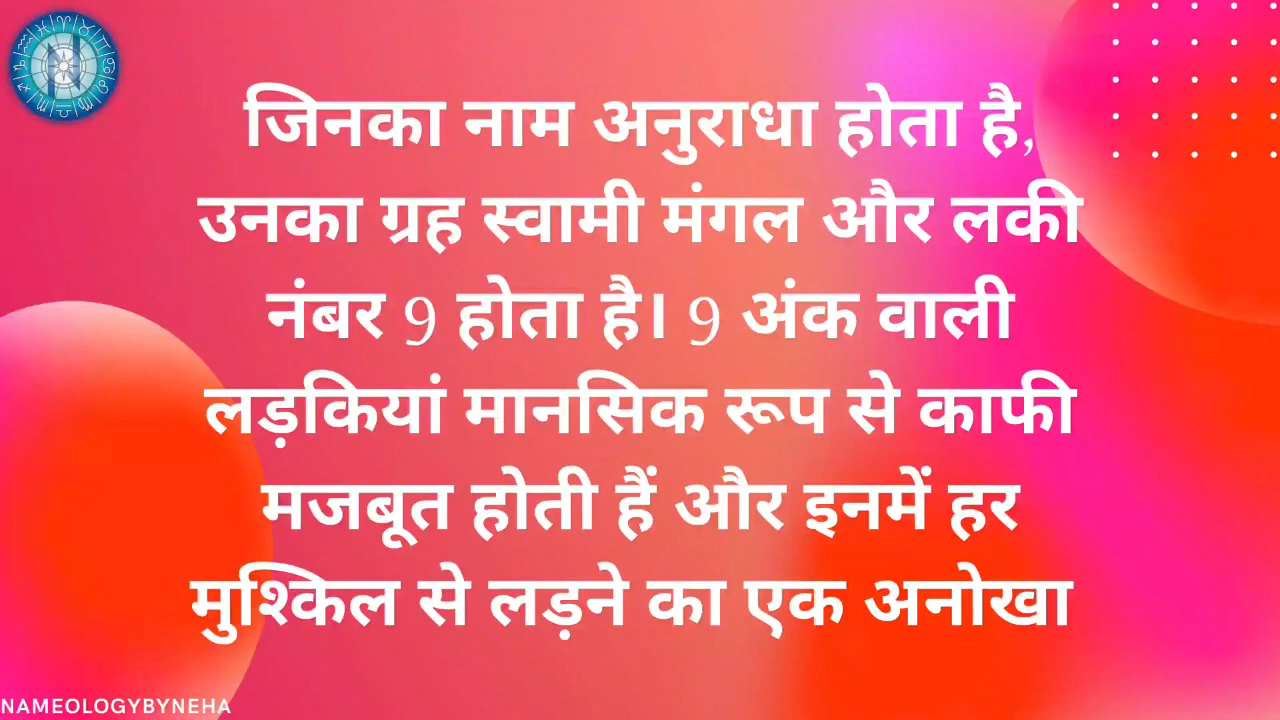 जिनका नाम अनुराधा होता है,
उनका ग्रह स्वामी मंगल और लकी
नंबर 9 होता है। 9 अंक वाली
लड़कियां मानसिक रूप से काफी
मजबूत होती हैं और इनमें हर
मुश्किल से लड़ने का एक अनोखा
NAMEOLOGYBYNEHA